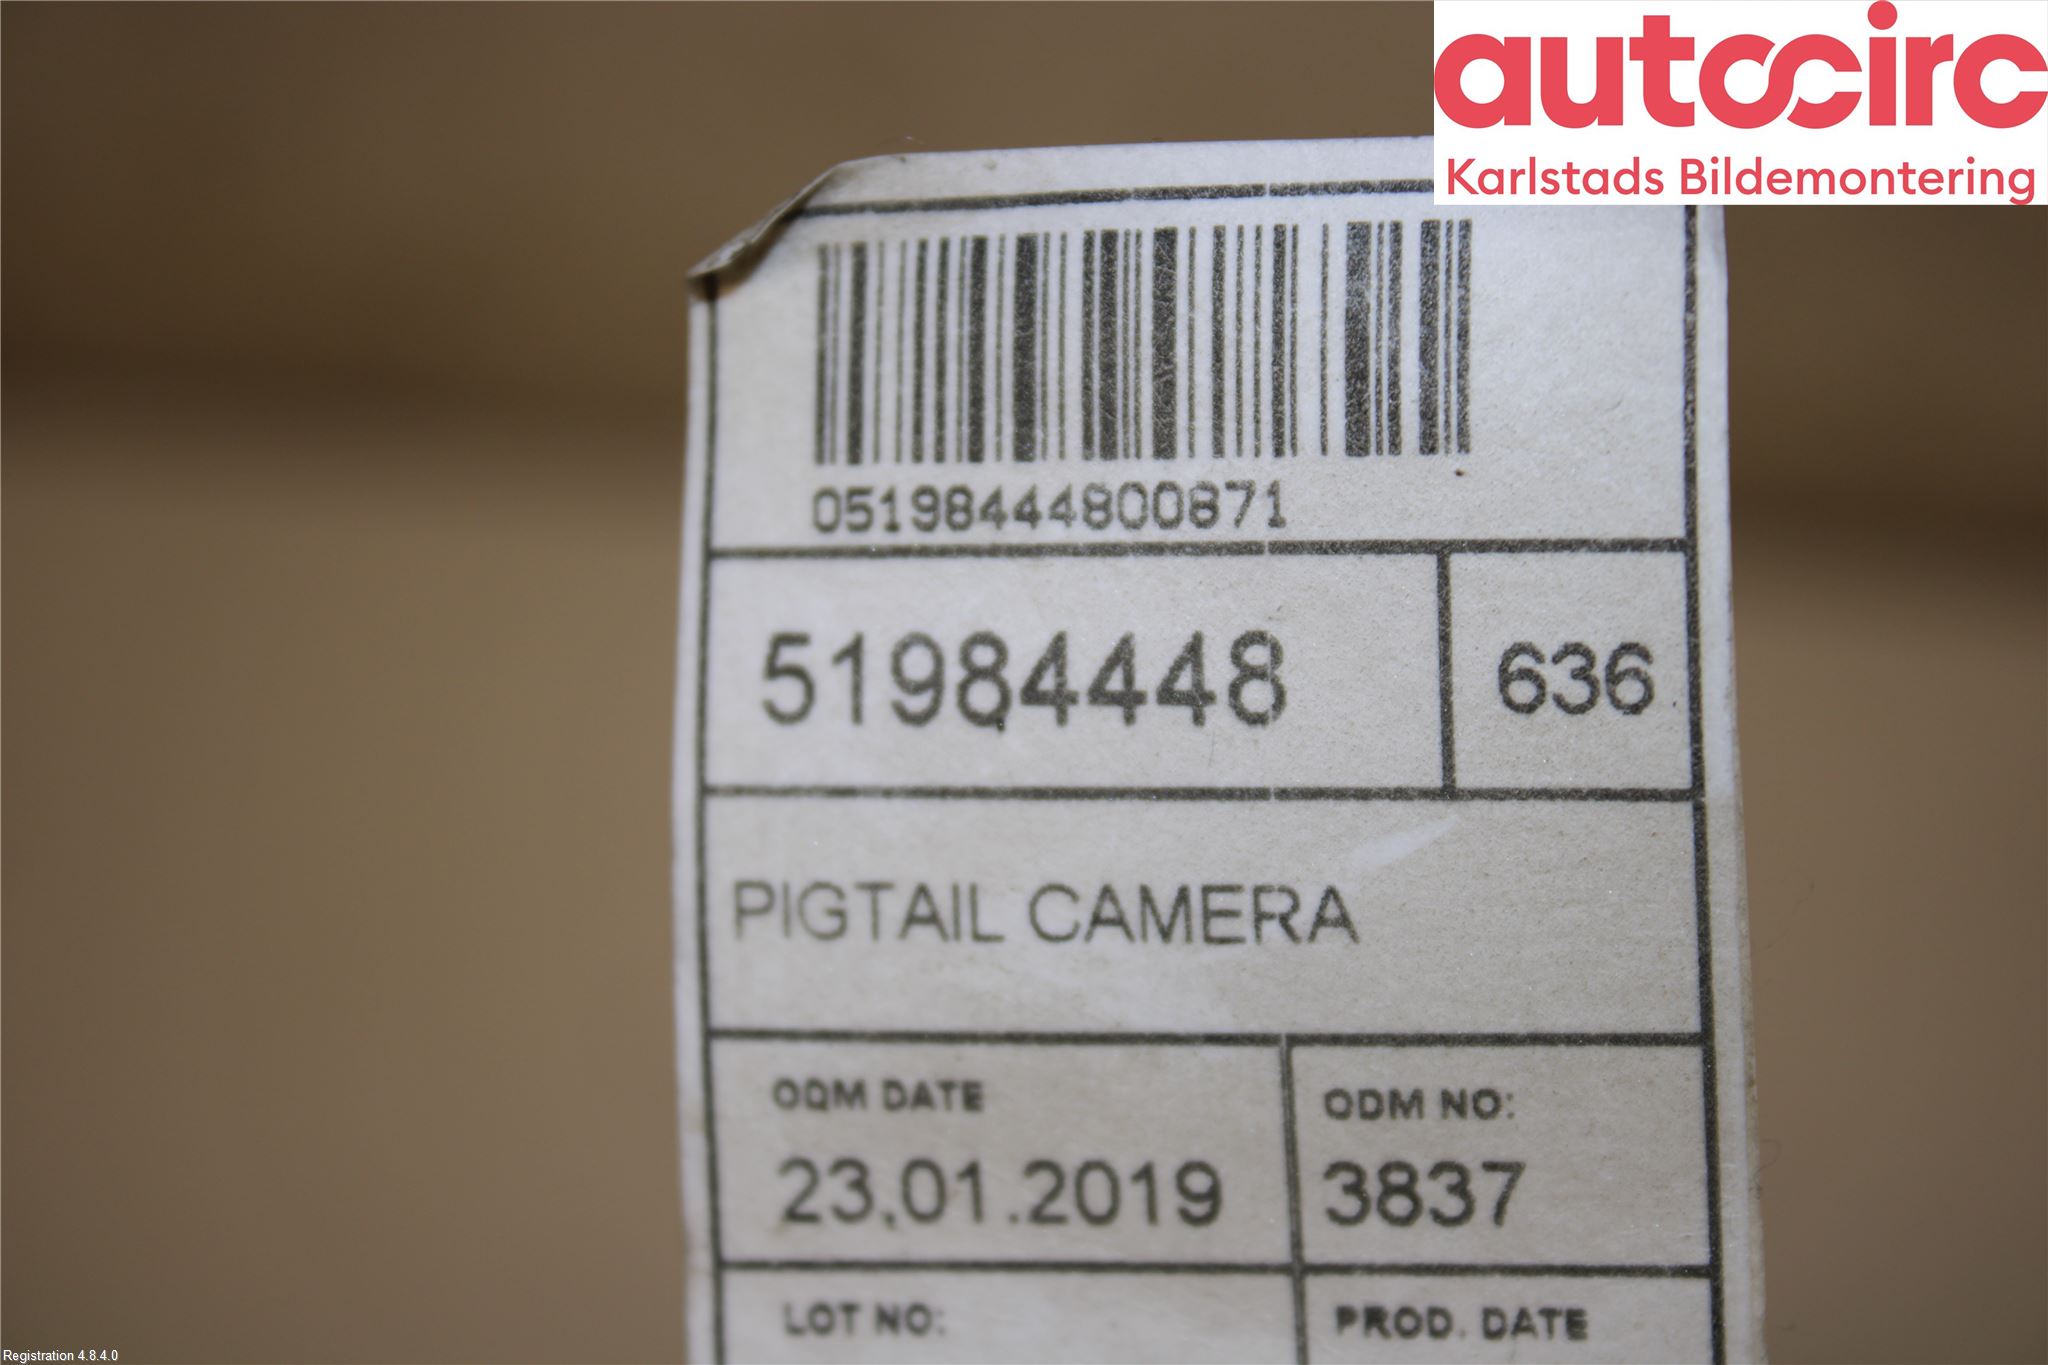 autocirc
Karlstads Bildemontering
05198444800871
51984448
636
PIGTAIL CAMERA
OQM DATE
ODM NO:
23.01.2019
3837
LOT NO:
PROD. DATE
Registration 4.8.4.0